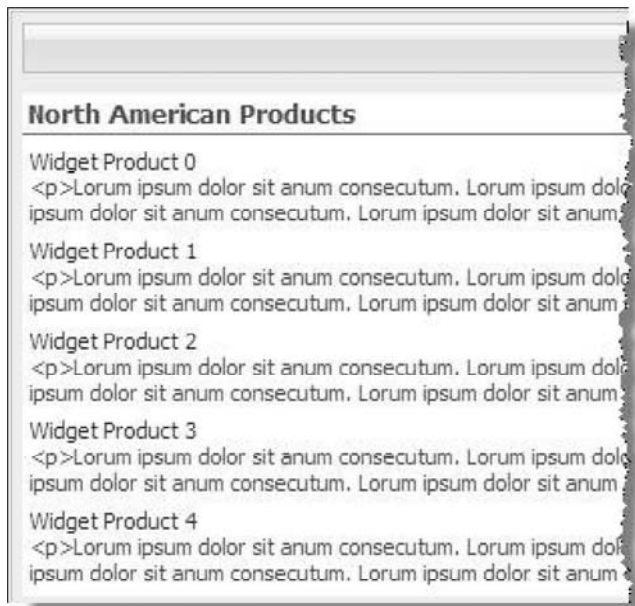 North American Products
Widget Product 0
<p>Lorum ipsum dolor sit anum consecutum. Lorum ipsum
ipsum dolor sit anum consecutum. Lorum ipsum dolor sit anum.
Widget Product 1
<p>Lorum ipsum dolor sit anum consecutum. Lorum ipsum
ipsum dolor sit anum consecutum. Lorum ipsum dolor sit anum
Widget Product 2
<p>Lorum ipsum dolor sit anum consecutum. Lorum ipsum
ipsum dolor sit anum consecutum. Lorum ipsum dolor sit anum
Widget Product 3
<p>Lorum ipsum dolor sit anum consecutum. Lorum ipsum
ipsum dolor sit anum consecutum. Lorum ipsum dolor sit anum
Widget Product 4
<p>Lorum ipsum dolor sit anum consecutum. Lorum ipsum
ipsum dolor sit anum consecutum. Lorum ipsum dolor sit anum